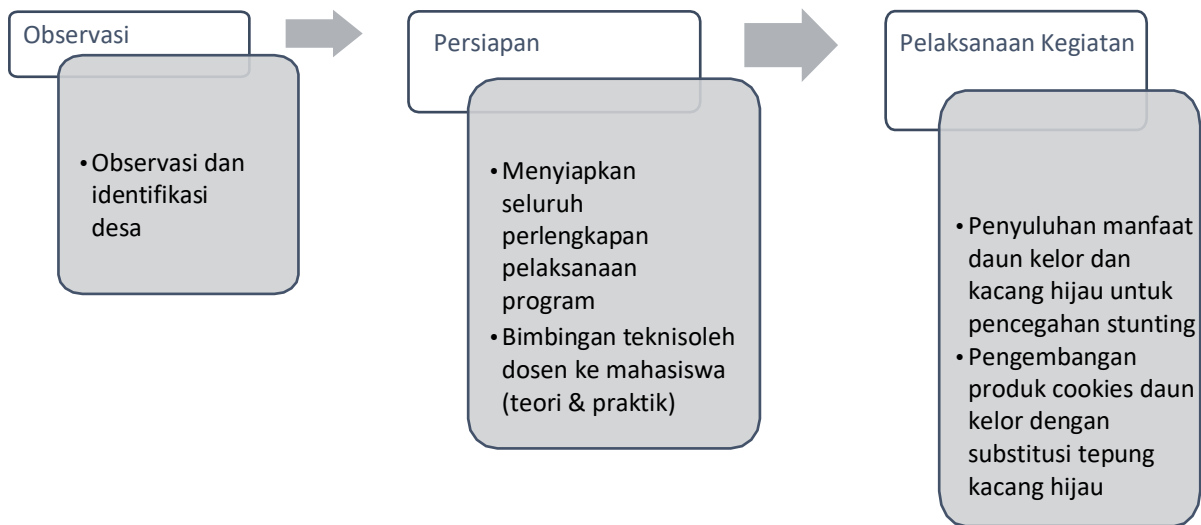 Observasi
• Observasi dan
identifikasi
desa
Persiapan
• Menyiapkan
seluruh
perlengkapan
pelaksanaan
program
• Bimbingan teknisoleh
dosen ke mahasiswa
(teori & praktik)
Pelaksanaan Kegiatan
• Penyuluhan manfaat
daun kelor dan
kacang hijau untuk
pencegahan stunting
• Pengembangan
produk cookies daun
kelor dengan
substitusi tepung
kacang hijau